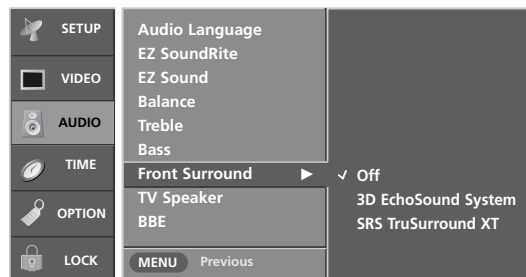 SETUP
VIDEO
AUDIO
TIME
OPTION
LOCK
Audio Language
EZ SoundRite
EZ Sound
Balance
Treble
Bass
Front Surround ▶
TV Speaker
BBE
MENU Previous
✓ Off
3D EchoSound System
SRS TruSurround XT